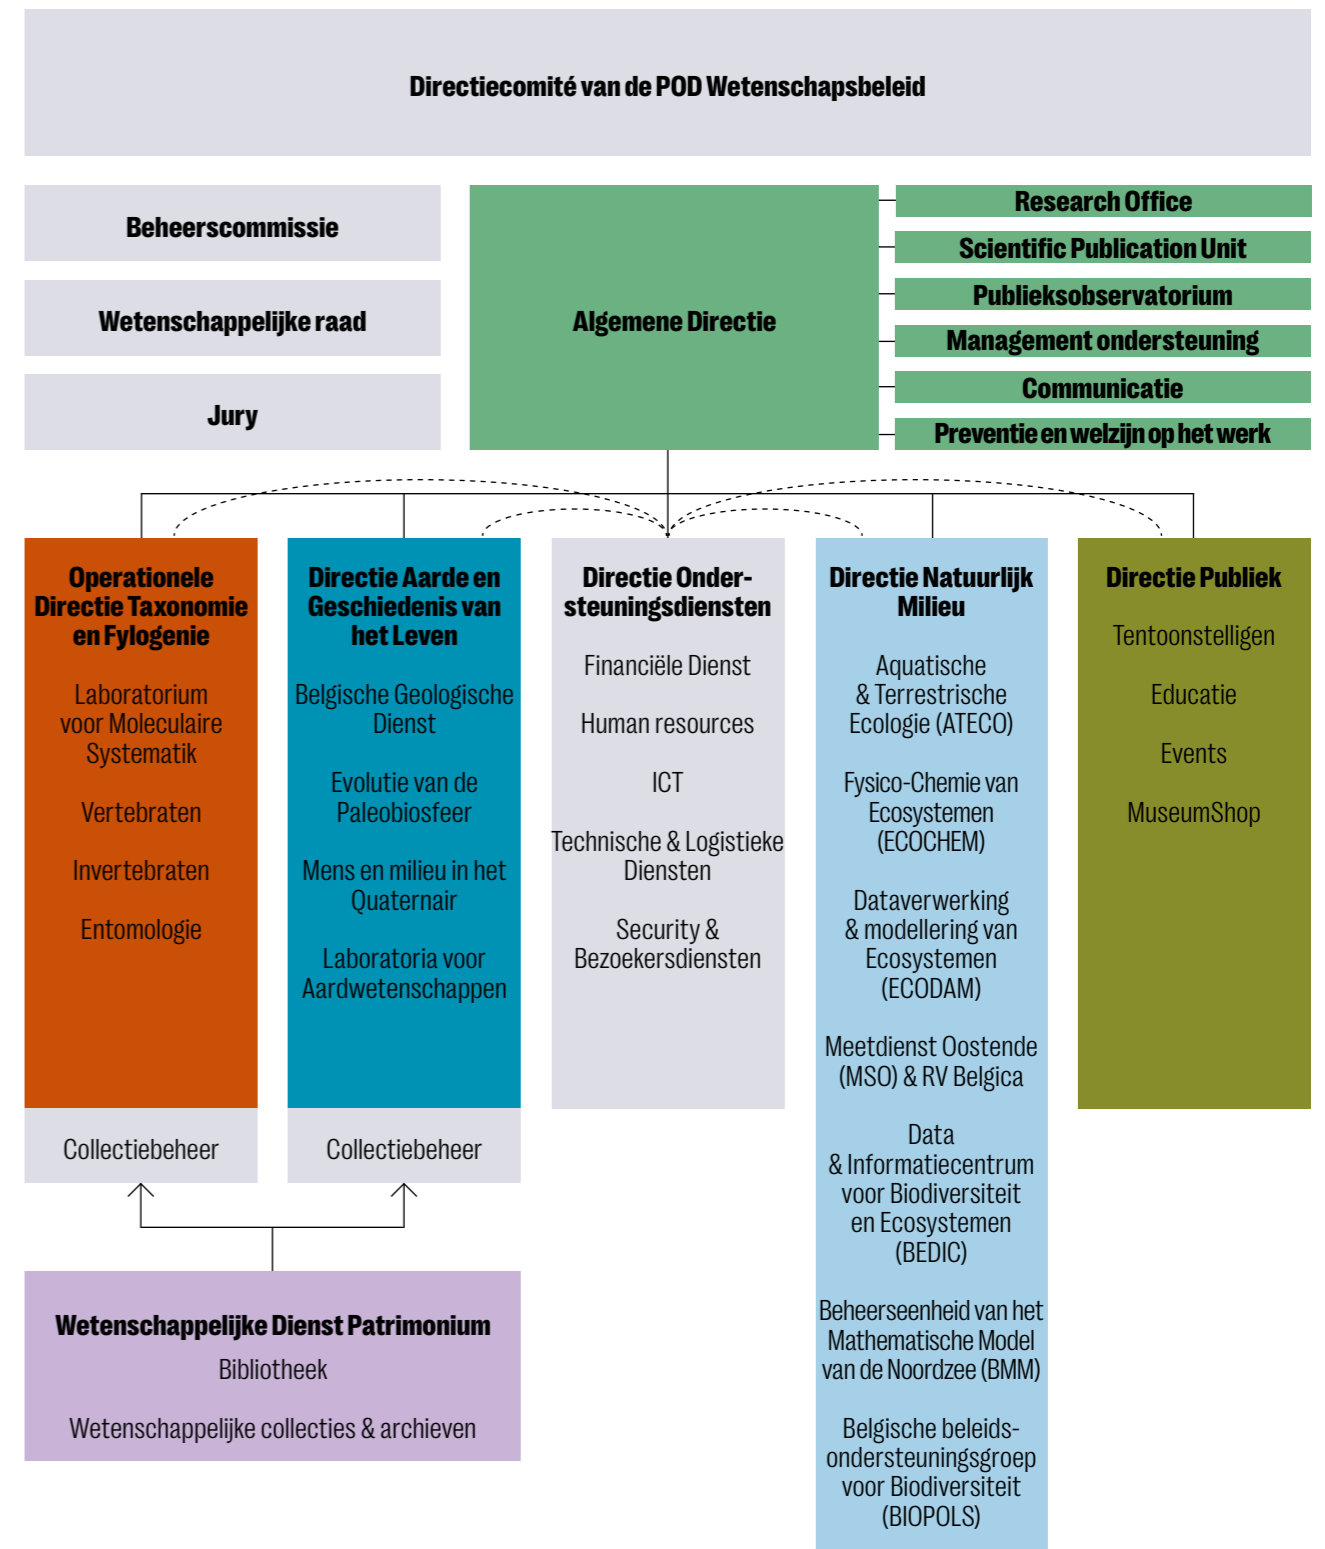 Directiecomité van de POD Wetenschapsbeleid
Beheerscommissie
Wetenschappelijke raad
Jury
Algemene Directie
Research Office
Scientific Publication Unit
Publieksobservatorium
Management ondersteuning
Communicatie
Preventie en welzijn op het werk
Operationele
Directie Taxonomie
en Fylogenie
Laboratorium
voor Moleculaire
Systematik
Vertebraten
Invertebraten
Entomologie
Collectiebeheer
Directie Aarde en
Geschiedenis van
het Leven
Belgische Geologische
Dienst
Evolutie van de
Paleobiosfeer
Mens en milieu in het
Quaternair
Laboratoria voor
Aardwetenschappen
Collectiebeheer
Directie Onder-
steuningsdiensten
Financiële Dienst
Human resources
ICT
Technische & Logistieke
Diensten
Security &
Bezoekersdiensten
Directie Natuurlijk
Milieu
Aquatische
& Terrestrische
Ecologie (ATECO)
Fysico-Chemie van
Ecosystemen
(ECOCHEM)
Dataverwerking
& modellering van
Ecosystemen
(ECODAM)
Meetdienst Oostende
(MSO) & RV Belgica
Data
& Informatiecentrum
voor Biodiversiteit
en Ecosystemen
(BEDIC)
Beheerseenheid van het
Mathematische Model
van de Noordzee (BMM)
Belgische beleids-
ondersteuningsgroep
voor Biodiversiteit
(BIOPOLS)
Directie Publiek
Tentoonstelligen
Educatie
Events
MuseumShop
Wetenschappelijke Dienst Patrimonium
Bibliotheek
Wetenschappelijke collecties & archieven